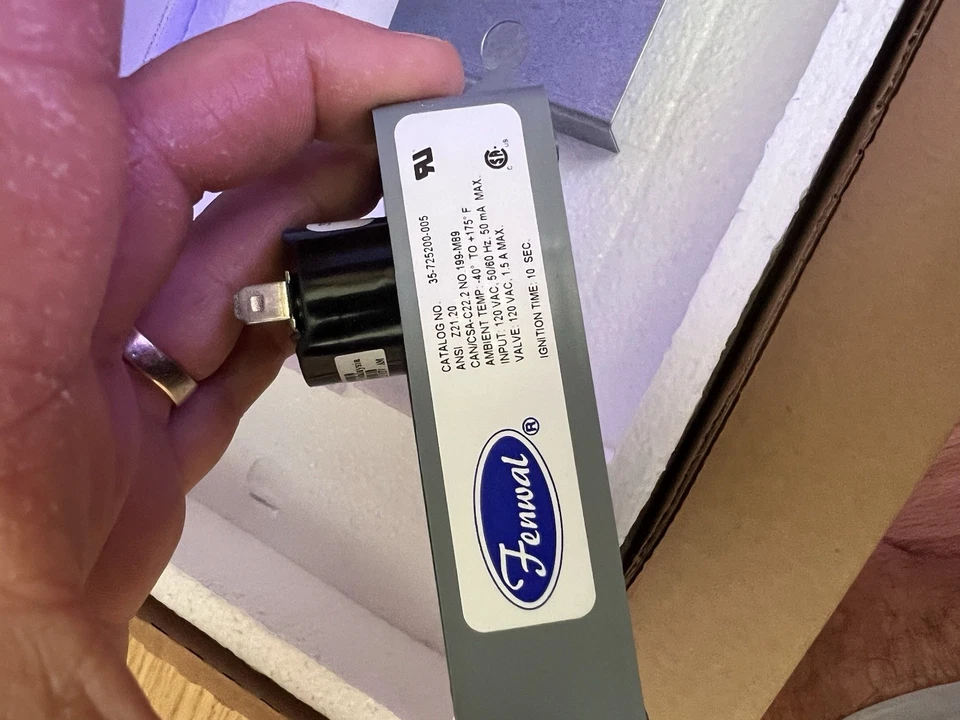 CATALOG NO. 35-725200-005
ANSI Z21.20
CAN/CSA-C22.2 NO 199-M89
AMBIENT TEMP: -40° TO +175° F
INPUT: 120 VAC, 50/60 Hz, 50 mA MAX.
VALVE: 120 VAC, 1.5 A MAX.
IGNITION TIME: 10 SEC.
Fenwal ®